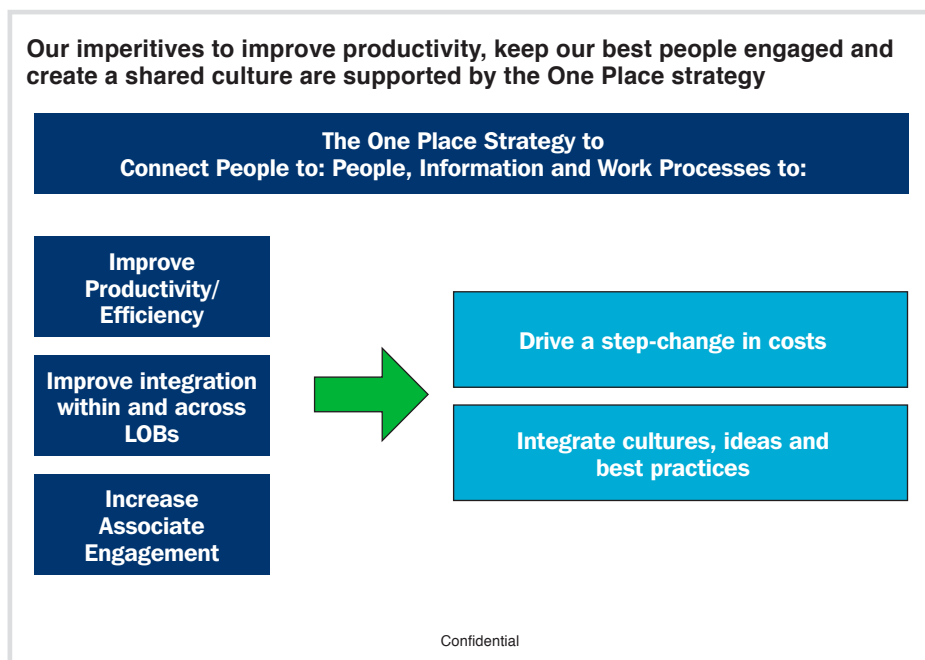 Our imperitives to improve productivity, keep our best people engaged and
create a shared culture are supported by the One Place strategy
The One Place Strategy to
Connect People to: People, Information and Work Processes to:
Improve
Productivity/
Efficiency
Improve integration
within and across
LOBs
Increase
Associate
Engagement
Drive a step-change in costs
Integrate cultures, ideas and
best practices
Confidential